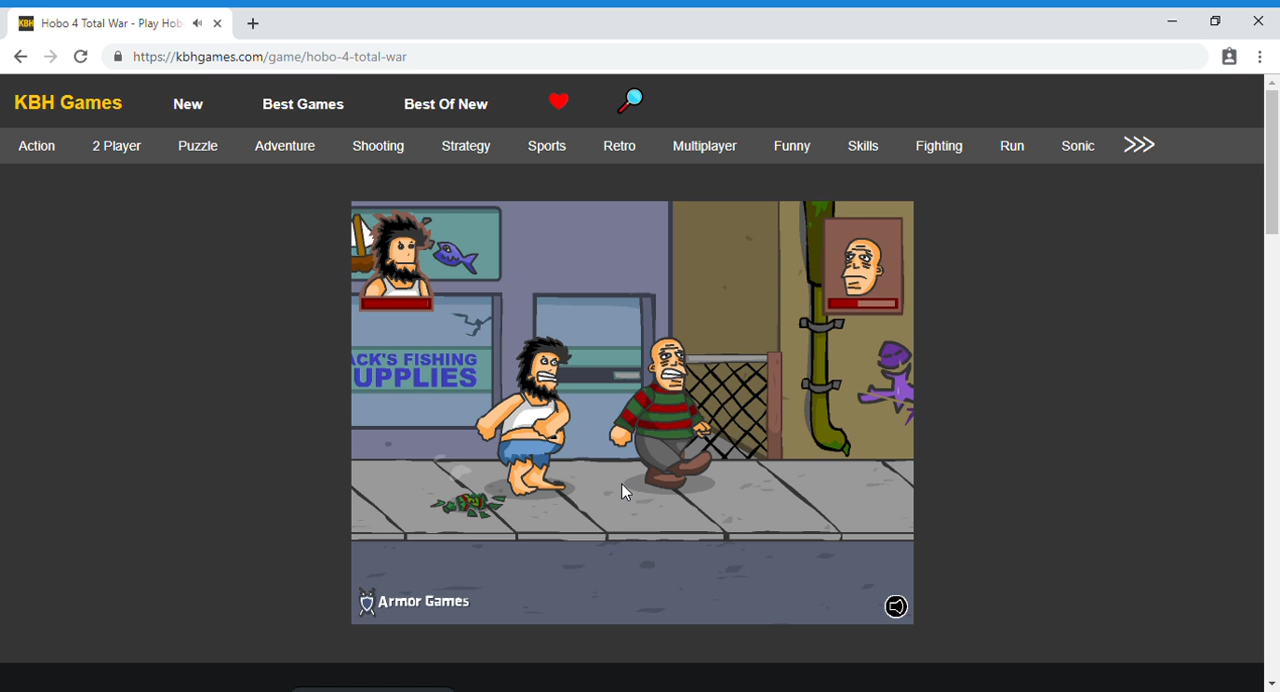 KBH
Hobo 4 Total War - Play Hob
https://kbhgames.com/game/hobo-4-total-war
KBH Games
New
Best Games
Best Of New
Action
2 Player
Puzzle
Adventure
Shooting
Strategy
Sports
Retro
Multiplayer
Funny
Skills
Fighting
Run
Sonic
>>>
ACK'S FISHING
UPPLIES
Armor Games